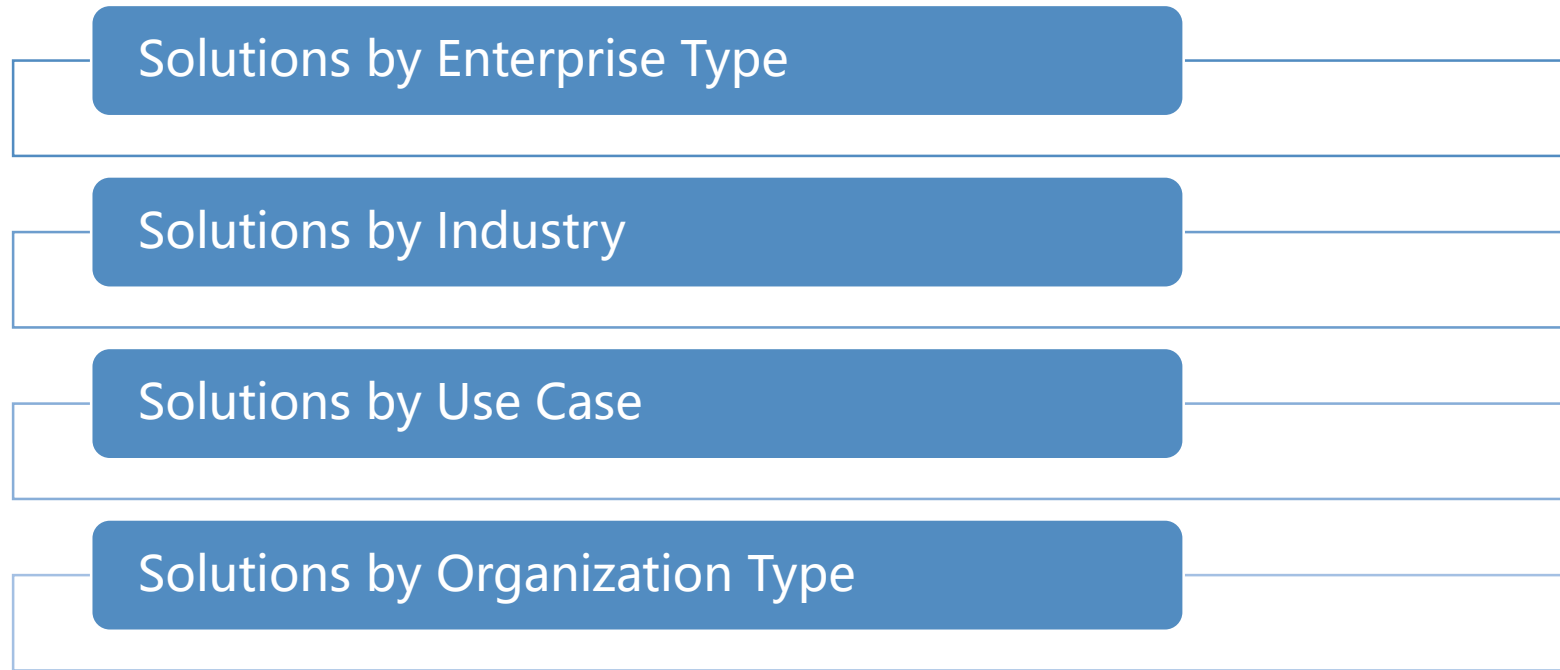 Solutions by Enterprise Type
Solutions by Industry
Solutions by Use Case
Solutions by Organization Type